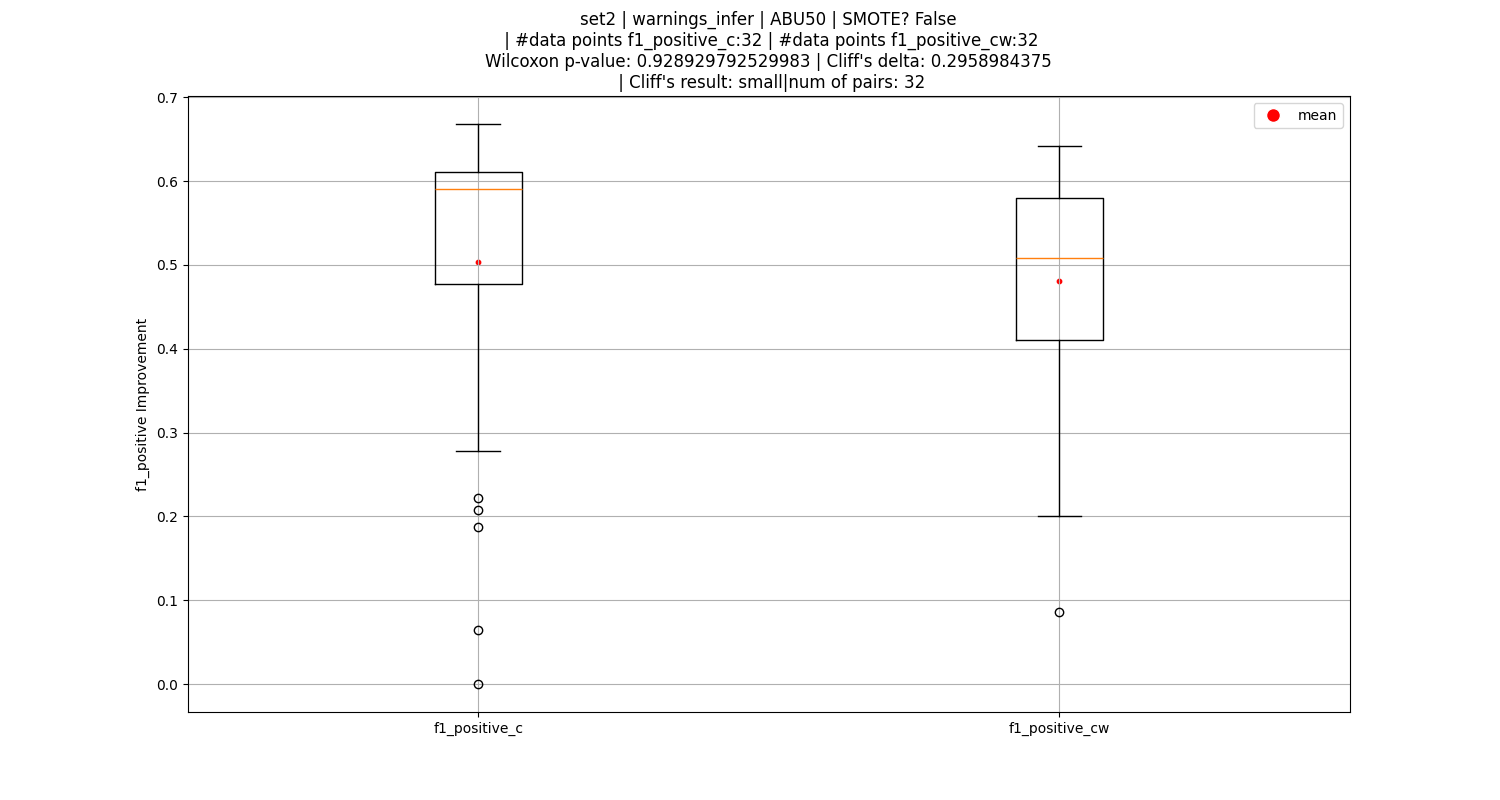 set2 | warnings_infer | ABU50 | SMOTE? False
| #data points f1_positive_c:32 | #data points f1_positive_cw:32
Wilcoxon p-value: 0.928929792529983 | Cliff's delta: 0.2958984375
| Cliff's result: small|num of pairs: 32
mean
0.7
0.6
0.5
0.4
0.3
0.2
0.1
0.0
f1_positive Improvement
f1_positive_c
f1_positive_cw